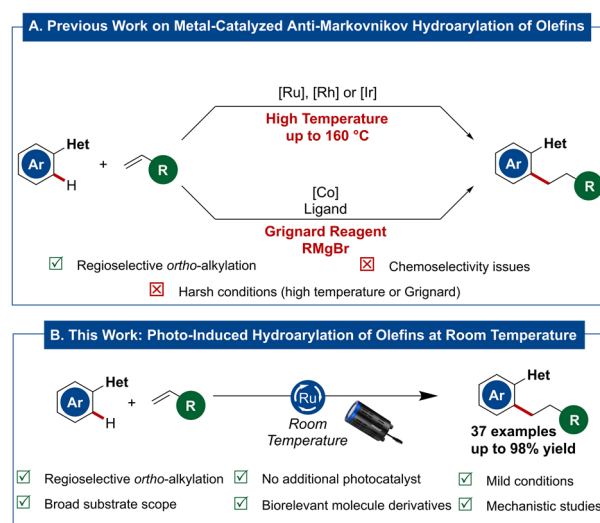 A. Previous Work on Metal-Catalyzed Anti-Markovnikov Hydroarylation of Olefins
[Ru], [Rh] or [Ir]
High Temperature
up to 160 °C
Het
Ar
H
+
R
Het
Ar
R
[Co]
Ligand
Grignard Reagent
RMgBr
Regioselective ortho-alkylation
Chemoselectivity issues
Harsh conditions (high temperature or Grignard)
B. This Work: Photo-Induced Hydroarylation of Olefins at Room Temperature
Het
Ar
H
+
R
Ru
Room
Temperature
Het
Ar
R
37 examples
up to 98% yield
Regioselective ortho-alkylation
No additional photocatalyst
Mild conditions
Broad substrate scope
Biorelevant molecule derivatives
Mechanistic studies